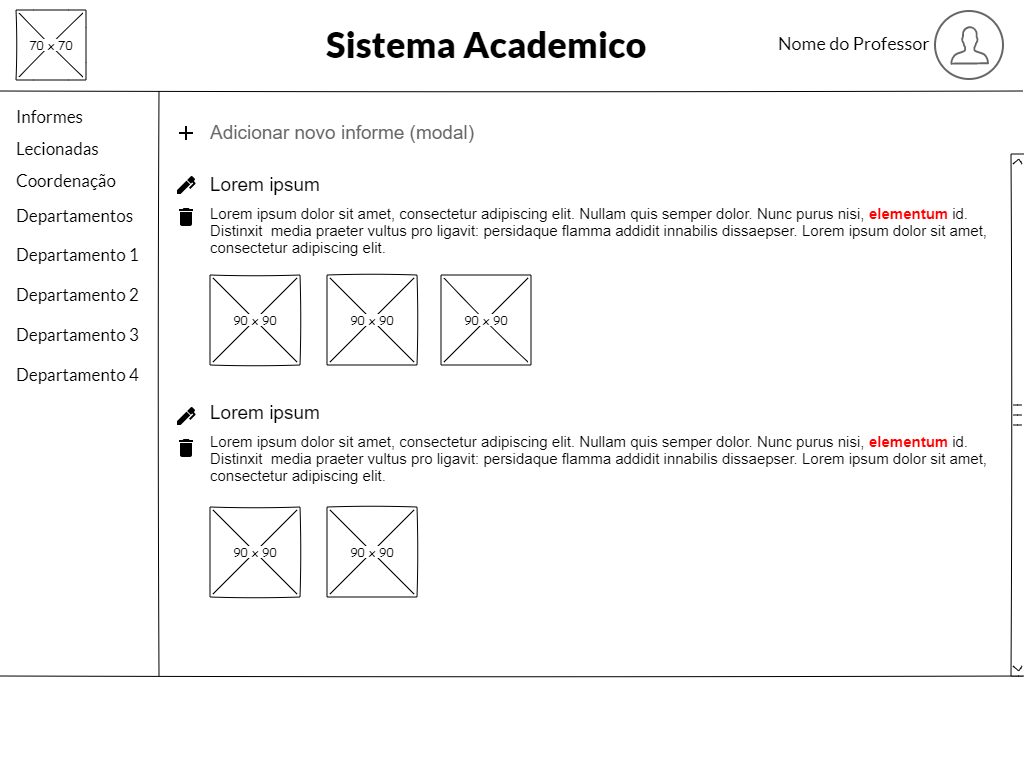 70 x 70
Sistema Academico
Nome do Professor
Informes
Lecionadas
Coordenação
Departamentos
Departamento 1
Departamento 2
Departamento 3
Departamento 4
Adicionar novo informe (modal)
Lorem ipsum
Lorem ipsum dolor sit amet, consectetur adipiscing elit. Nullam quis semper dolor. Nunc purus nisi, elementum id.
Distinxit  media praeter vultus pro ligavit: persidaque flamma addidit innabilis dissaepser. Lorem ipsum dolor sit amet,
consectetur adipiscing elit.
90 x 90
90 x 90
90 x 90
Lorem ipsum
Lorem ipsum dolor sit amet, consectetur adipiscing elit. Nullam quis semper dolor. Nunc purus nisi, elementum id.
Distinxit  media praeter vultus pro ligavit: persidaque flamma addidit innabilis dissaepser. Lorem ipsum dolor sit amet,
consectetur adipiscing elit.
90 x 90
90 x 90